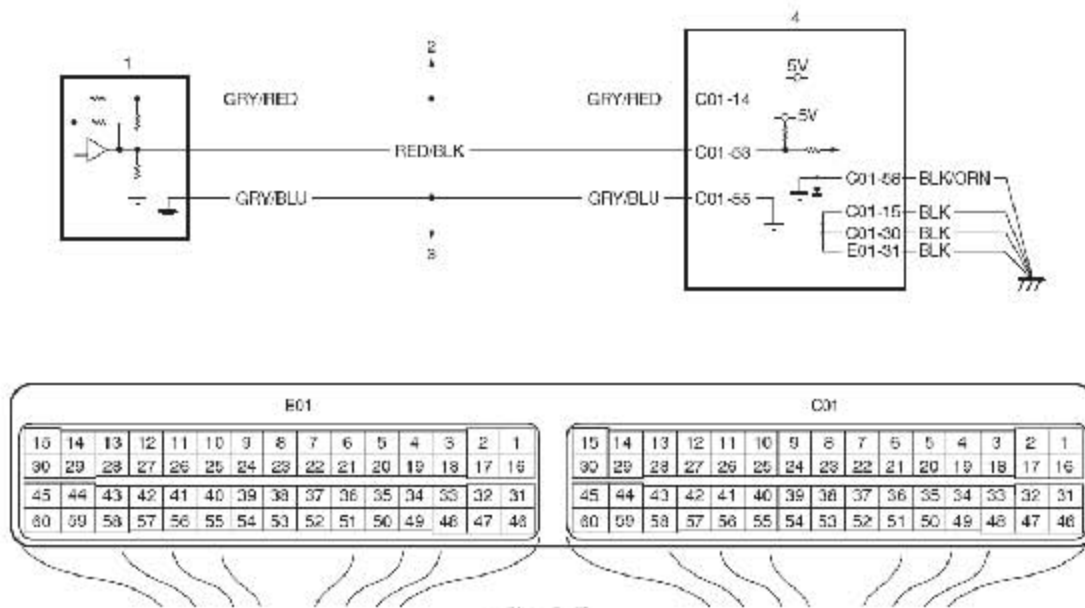 4
1
2
5V
GRY/RED GRY/RED C01-14
5V
RED/BLK C01-53
C01-58 BLK/ORN
GRY/BLU GRY/BLU C01-55
C01-15 BLK
C01-30 BLK
E01-31 BLK
3
E01 C01
15 14 13 12 11 10 9 8 7 6 5 4 3 2 1 15 14 13 12 11 10 9 8 7 6 5 4 3 2 1
30 29 28 27 26 25 24 23 22 21 20 19 18 17 16 30 29 28 27 26 25 24 23 22 21 20 19 18 17 16
45 44 43 42 41 40 39 38 37 36 35 34 33 32 31 45 44 43 42 41 40 39 38 37 36 35 34 33 32 31
60 59 58 57 56 55 54 53 52 51 50 49 48 47 46 60 59 58 57 56 55 54 53 52 51 50 49 48 47 46